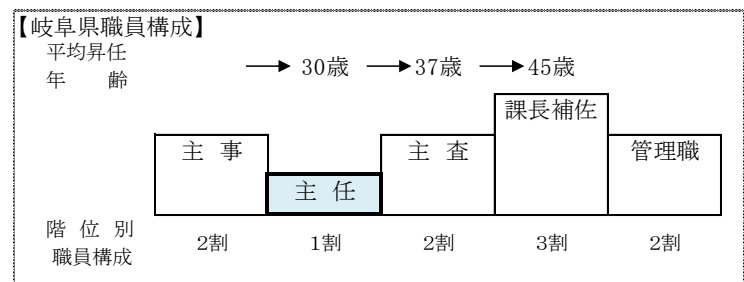 【岐阜県職員構成】
平均昇任
年　　齢
→ 30歳 → 37歳 → 45歳
課長補佐
主　事
主　査
管理職
主　任
階 位 別
職員構成
2割
1割
2割
3割
2割